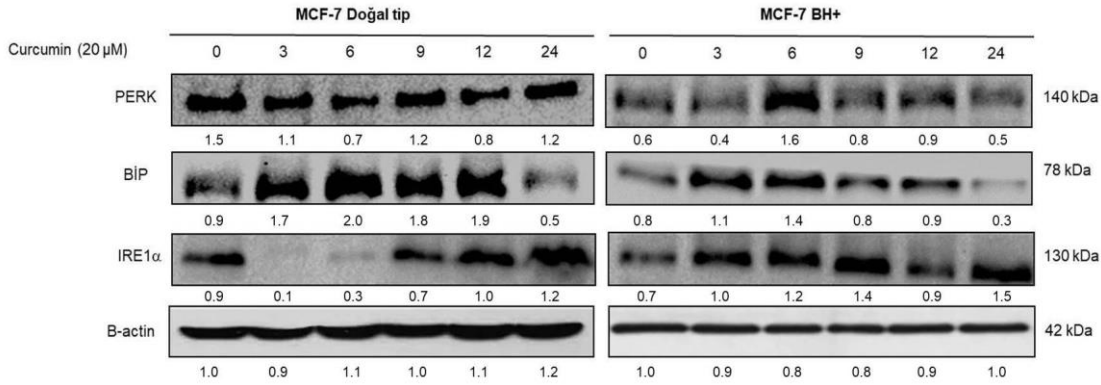 MCF-7 Doğal tip MCF-7 BH+
Curcumin (20 µM) 0 3 6 9 12 24 0 3 6 9 12 24
PERK 140 kDa
1.5 1.1 0.7 1.2 0.8 1.2 0.6 0.4 1.6 0.8 0.9 0.5
BİP 78 kDa
0.9 1.7 2.0 1.8 1.9 0.5 0.8 1.1 1.4 0.8 0.9 0.3
IRE1α 130 kDa
0.9 0.1 0.3 0.7 1.0 1.2 0.7 1.0 1.2 1.4 0.9 1.5
B-actin 42 kDa
1.0 0.9 1.1 1.0 1.1 1.2 1.0 0.9 0.8 0.8 0.9 1.0